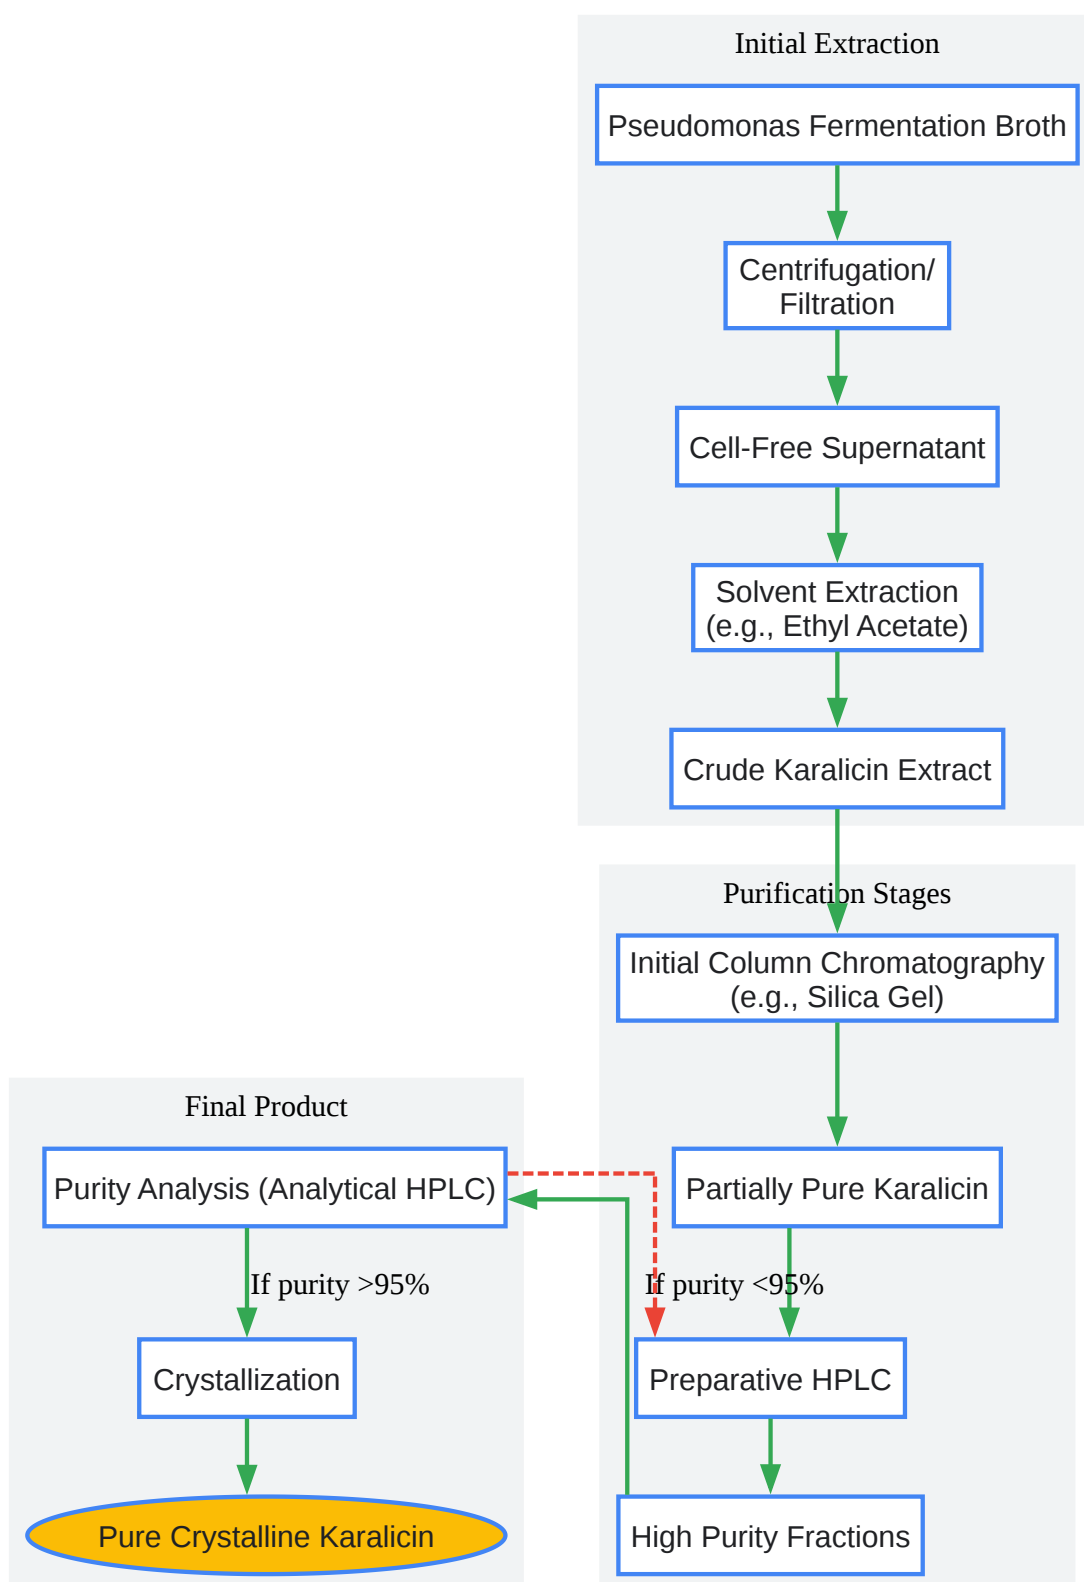 Initial Extraction
Pseudomonas Fermentation Broth
Centrifugation/
Filtration
Cell-Free Supernatant
Solvent Extraction
(e.g., Ethyl Acetate)
Crude Karalicin Extract
Purification Stages
Initial Column Chromatography
(e.g., Silica Gel)
Partially Pure Karalicin
If purity <95%
Preparative HPLC
High Purity Fractions
Final Product
Purity Analysis (Analytical HPLC)
If purity >95%
Crystallization
Pure Crystalline Karalicin